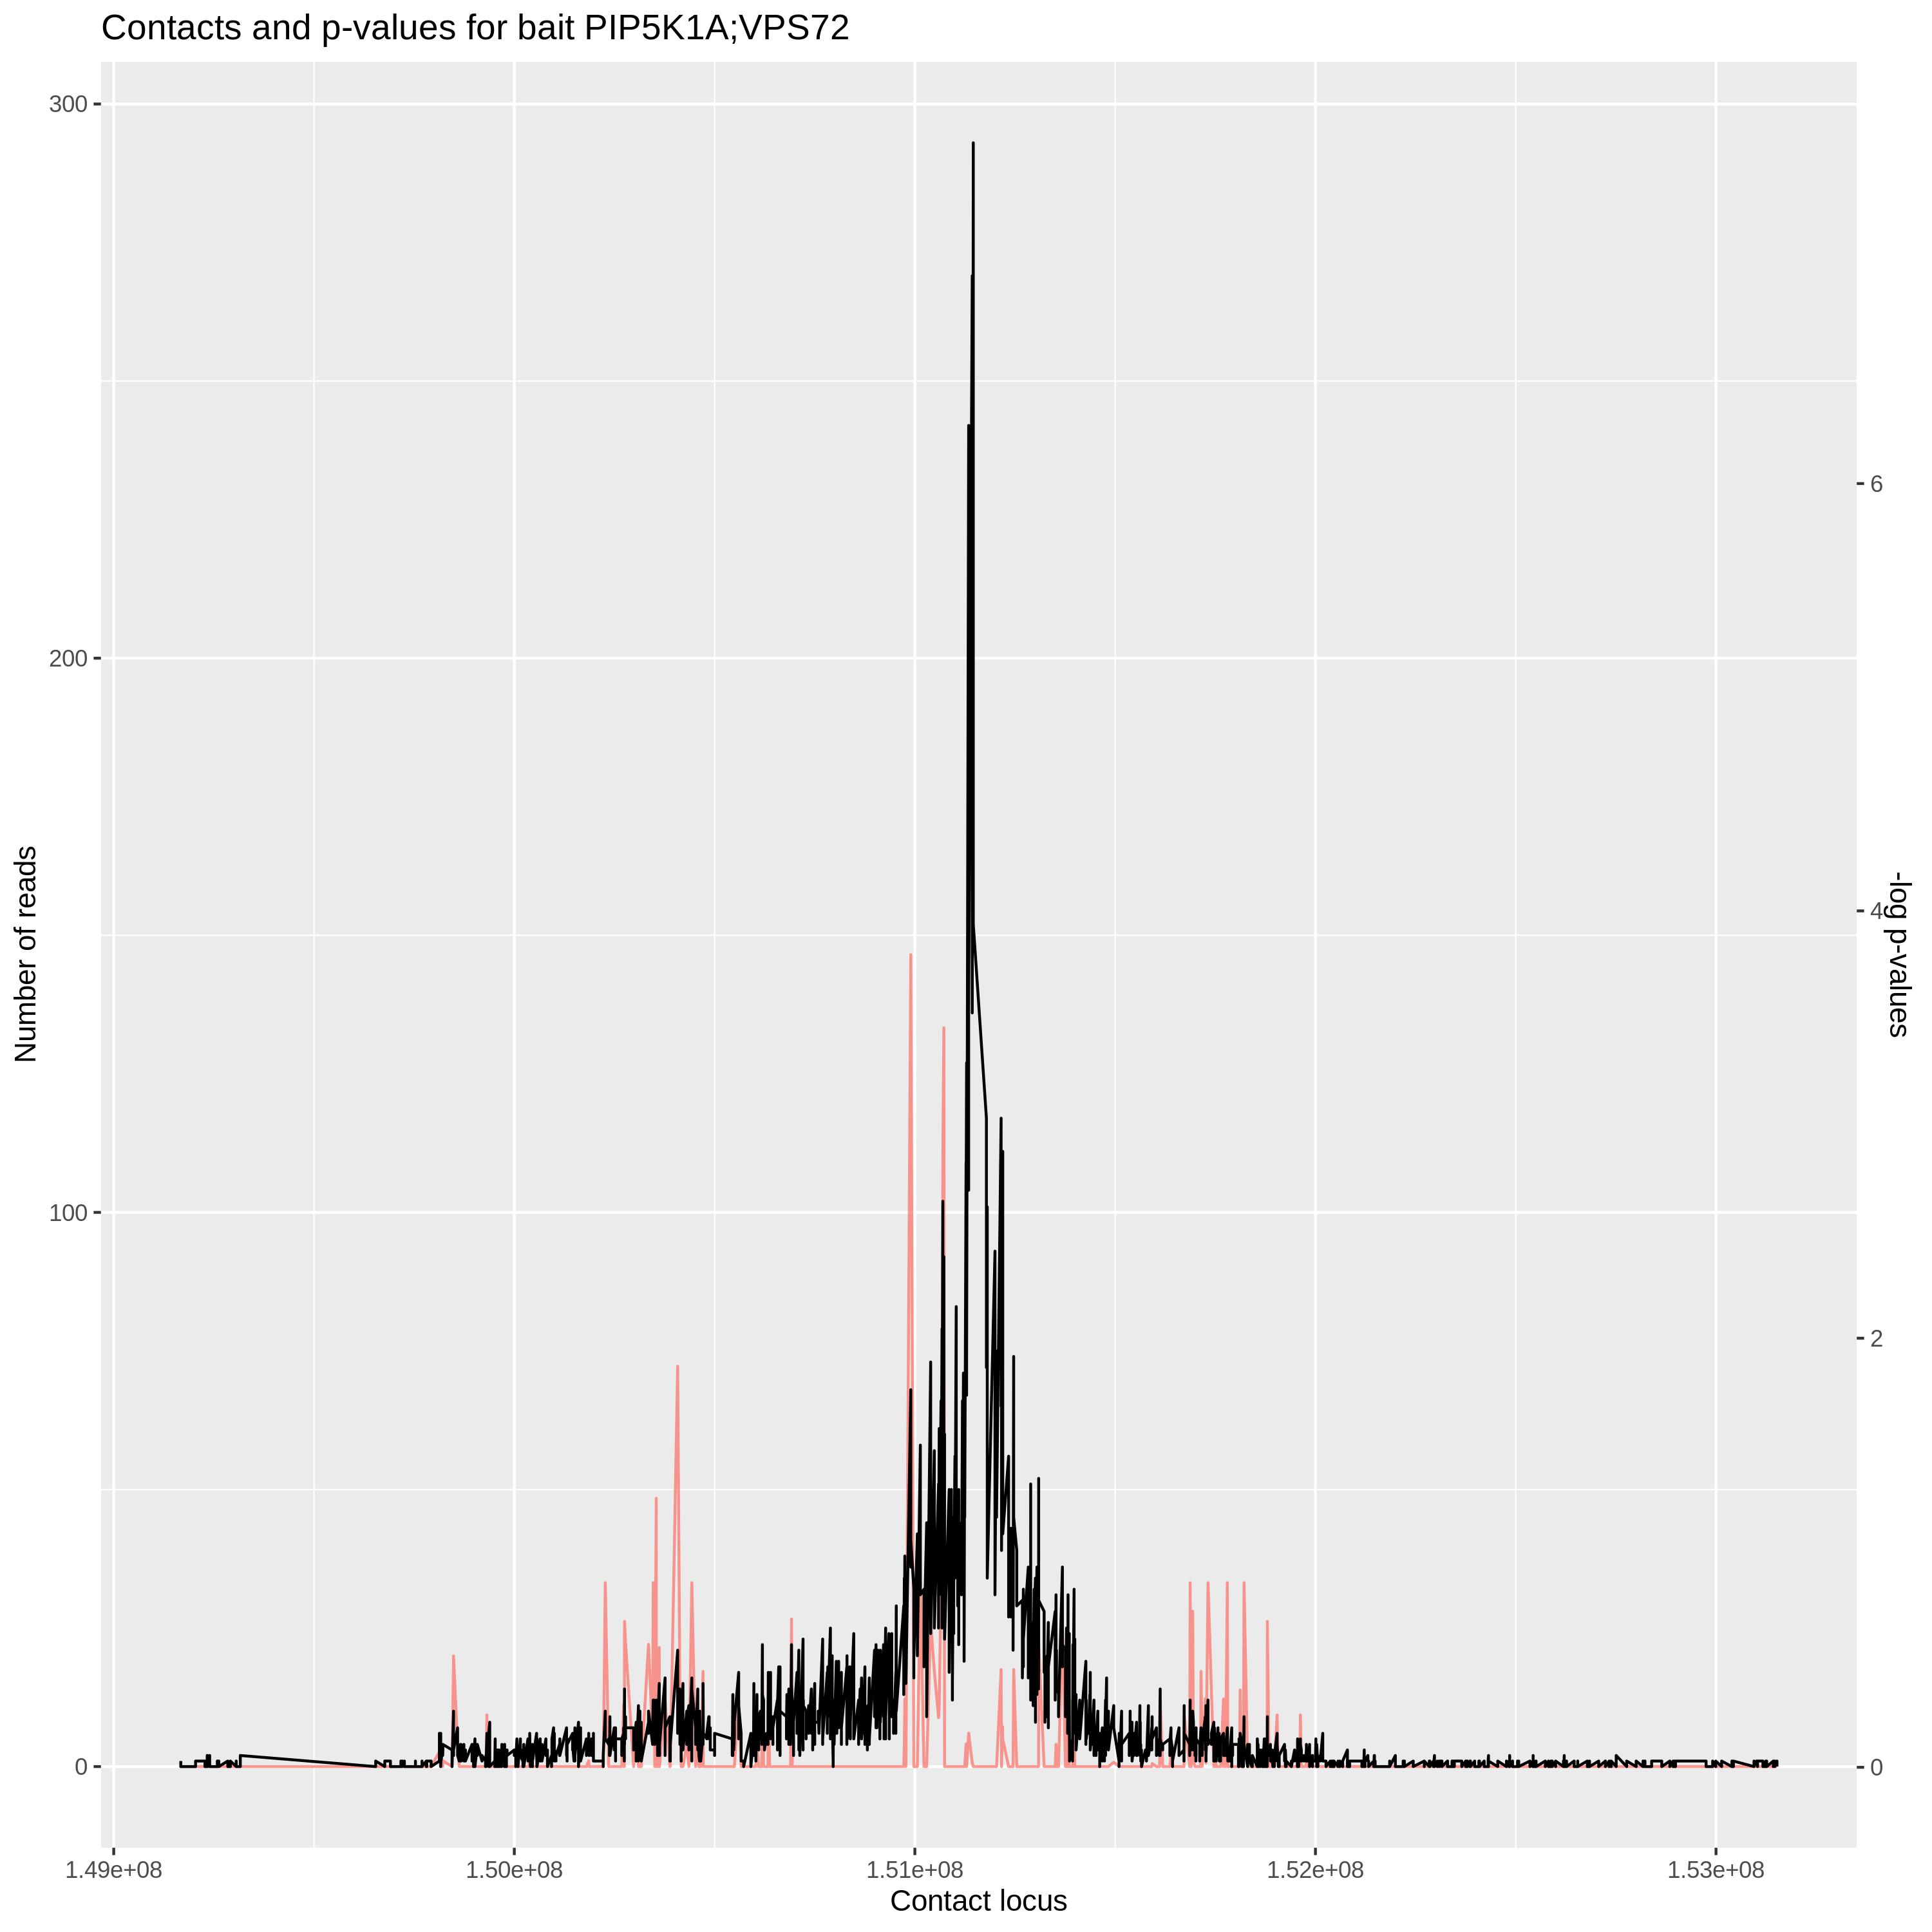 Contacts and p-values for bait PIP5K1A;VPS72
300
200
100
0
Number of reads
6
4
2
0
-log p-values
1.49e+08
1.50e+08
1.51e+08
1.52e+08
1.53e+08
Contact locus